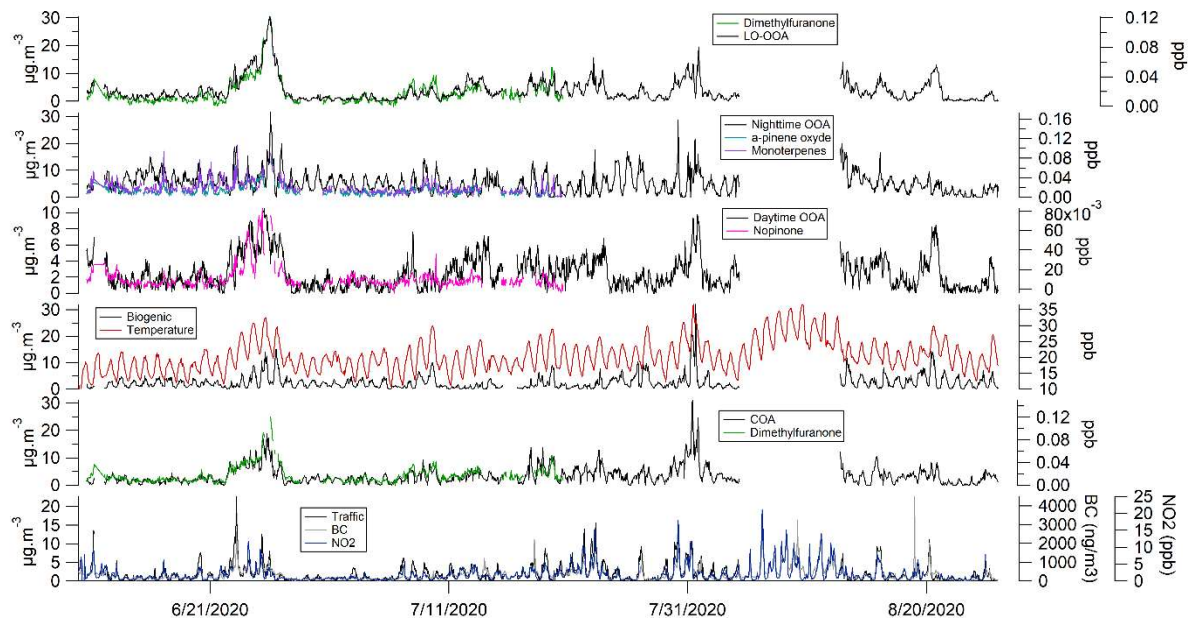 30
20
10
0
µg.m⁻³
Dimethylfuranone
LO-OOA
0.12
0.08
0.04
0.00
ppb
30
20
10
0
µg.m⁻³
Nighttime OOA
a-pinene oxyde
Monoterpenes
0.16
0.12
0.08
0.04
0.00
ppb
10
8
6
4
2
0
µg.m⁻³
Daytime OOA
Nopinone
80x10⁻³
60
40
20
0
ppb
30
20
10
0
µg.m⁻³
Biogenic
Temperature
35
30
25
20
15
10
ppb
30
20
10
0
µg.m⁻³
COA
Dimethylfuranone
0.12
0.08
0.04
0.00
ppb
20
15
10
5
0
µg.m⁻³
Traffic
BC
NO2
4000
3000
2000
1000
0
BC (ng/m3)
25
20
15
10
5
0
NO2 (ppb)
6/21/2020
7/11/2020
7/31/2020
8/20/2020